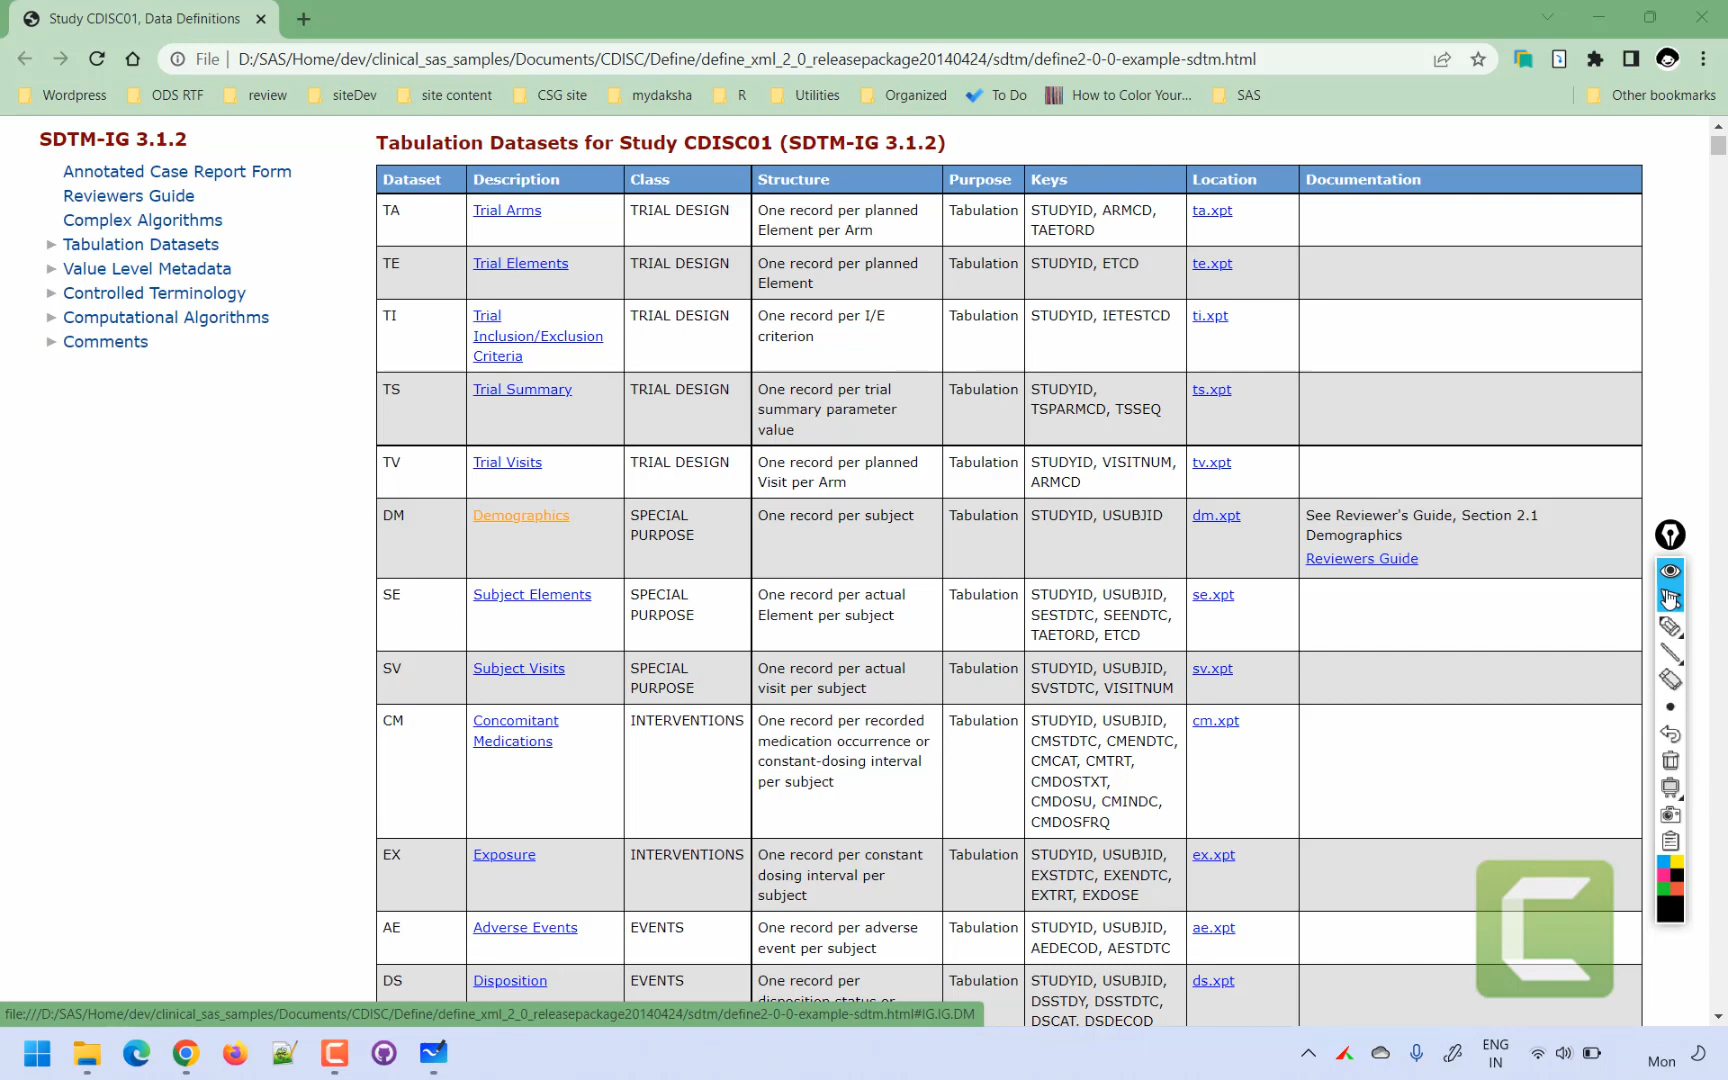 Study CDISC01, Data Definitions
File D:/SAS/Home/dev/clinical_sas_samples/Documents/CDISC/Define/define_xml_2_0_releasepackage20140424/sdtm/define2-0-0-example-sdtm.html
Wordpress ODS RTF review siteDev site content CSG site mydaksha R Utilities Organized To Do How to Color Your... SAS Other bookmarks
SDTM-IG 3.1.2
Annotated Case Report Form
Reviewers Guide
Complex Algorithms
Tabulation Datasets
Value Level Metadata
Controlled Terminology
Computational Algorithms
Comments
Tabulation Datasets for Study CDISC01 (SDTM-IG 3.1.2)
Dataset Description Class Structure Purpose Keys Location Documentation
TA Trial Arms TRIAL DESIGN One record per planned Tabulation STUDYID, ARMCD, ta.xpt
Element per Arm TAETORD
TE Trial Elements TRIAL DESIGN One record per planned Tabulation STUDYID, ETCD te.xpt
Element
TI Trial TRIAL DESIGN One record per I/E Tabulation STUDYID, IETESTCD ti.xpt
Inclusion/Exclusion criterion
Criteria
TS Trial Summary TRIAL DESIGN One record per trial Tabulation STUDYID, ts.xpt
summary parameter TSPARMCD, TSSEQ
value
TV Trial Visits TRIAL DESIGN One record per planned Tabulation STUDYID, VISITNUM, tv.xpt
Visit per Arm ARMCD
DM Demographics SPECIAL One record per subject Tabulation STUDYID, USUBJID dm.xpt See Reviewer's Guide, Section 2.1
PURPOSE Demographics
Reviewers Guide
SE Subject Elements SPECIAL One record per actual Tabulation STUDYID, USUBJID, se.xpt
PURPOSE Element per subject SESTDTC, SEENDTC,
TAETORD, ETCD
SV Subject Visits SPECIAL One record per actual Tabulation STUDYID, USUBJID, sv.xpt
PURPOSE visit per subject SVSTDTC, VISITNUM
CM Concomitant INTERVENTIONS One record per recorded Tabulation STUDYID, USUBJID, cm.xpt
Medications medication occurrence or CMSTDTC, CMENDTC,
constant-dosing interval CMCAT, CMTRT,
per subject CMDOSTXT,
CMDOSU, CMINDC,
CMDOSFRQ
EX Exposure INTERVENTIONS One record per constant Tabulation STUDYID, USUBJID, ex.xpt
dosing interval per EXSTDTC, EXENDTC,
subject EXTRT, EXDOSE
AE Adverse Events EVENTS One record per adverse Tabulation STUDYID, USUBJID, ae.xpt
event per subject AEDECOD, AESTDTC
DS Disposition EVENTS One record per Tabulation STUDYID, USUBJID, ds.xpt
disposition status or DSSTDY, DSSTDTC,
DSCAT, DSDECOD
file:///D:/SAS/Home/dev/clinical_sas_samples/Documents/CDISC/Define/define_xml_2_0_releasepackage20140424/sdtm/define2-0-0-example-sdtm.html#IG.IG.DM
ENG
IN
Mon